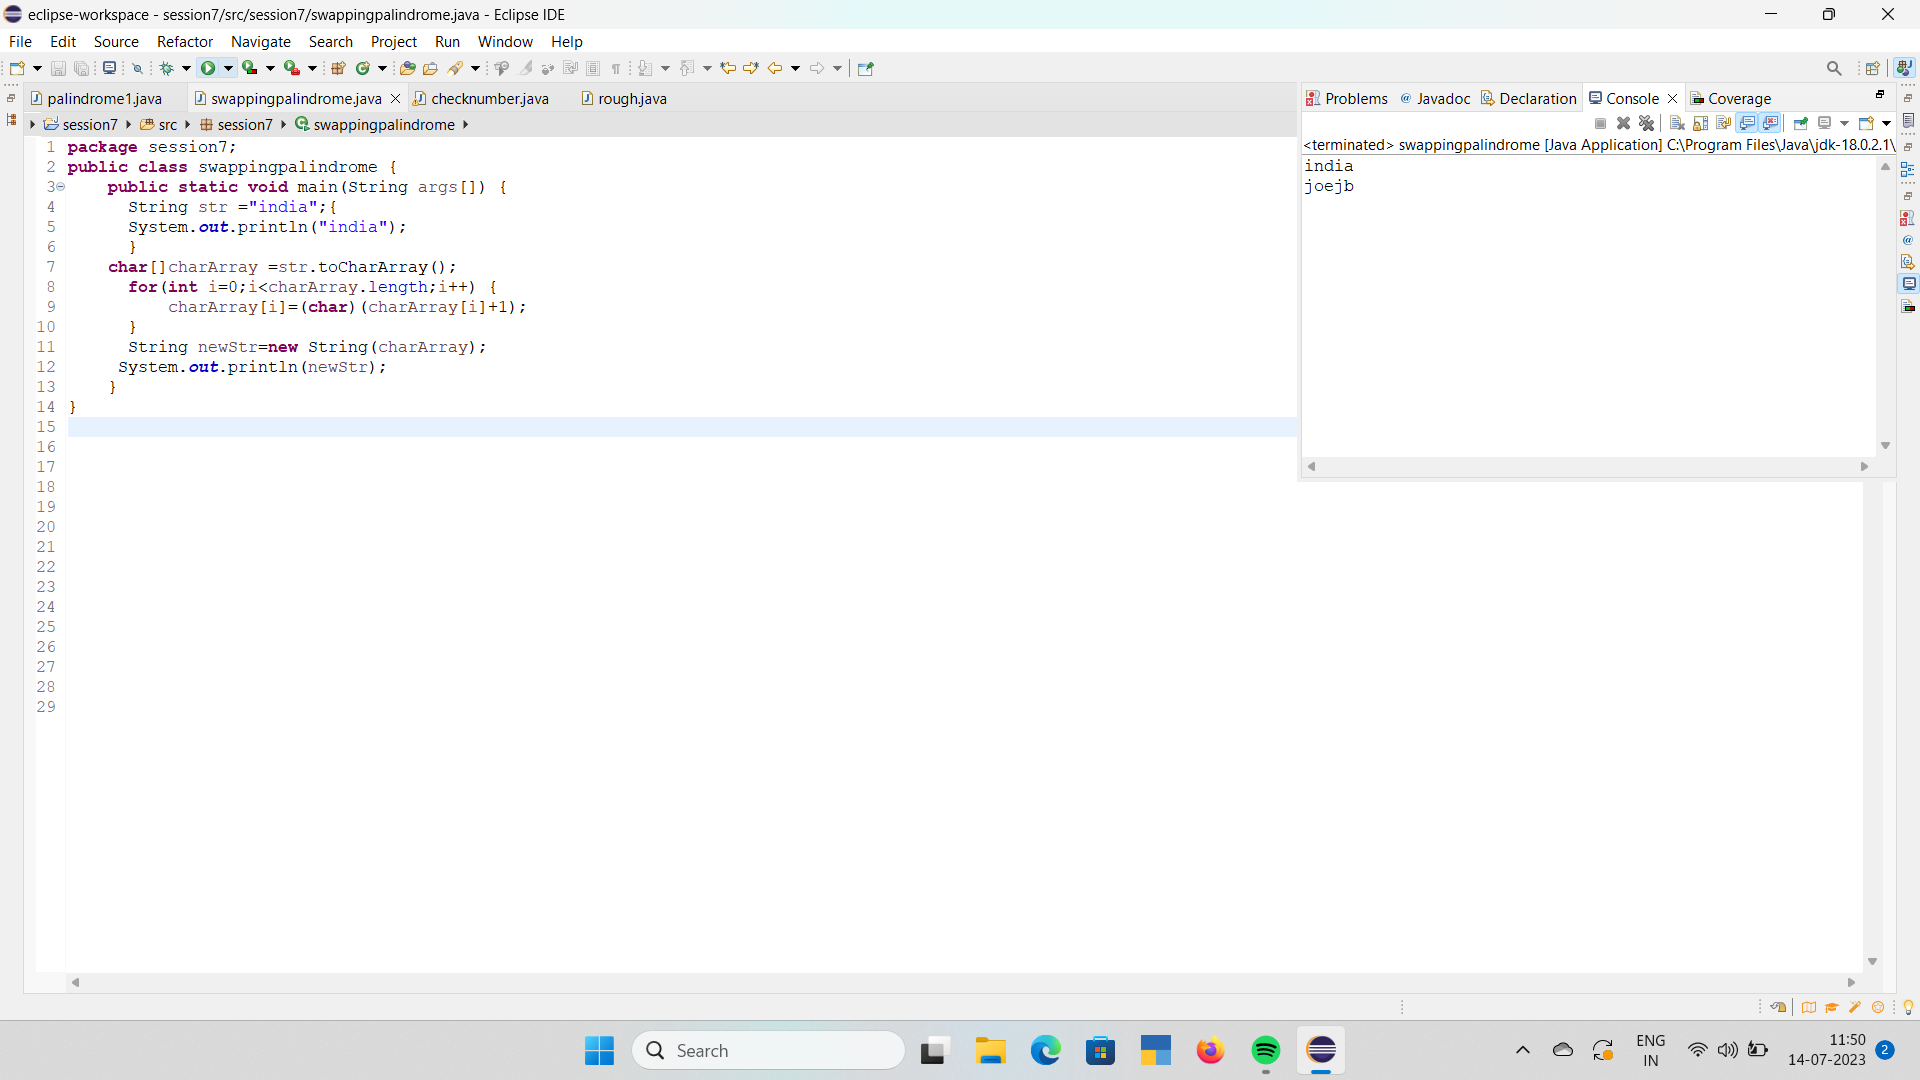 eclipse-workspace - session7/src/session7/swappingpalindrome.java - Eclipse IDE
File Edit Source Refactor Navigate Search Project Run Window Help
palindrome1.java swappingpalindrome.java checknumber.java rough.java
session7 src session7 swappingpalindrome
1 package session7;
2 public class swappingpalindrome {
3 public static void main(String args[]) {
4 String str ="india";{
5 System.out.println("india");
6 }
7 char[]charArray =str.toCharArray();
8 for(int i=0;i<charArray.length;i++) {
9 charArray[i]=(char)(charArray[i]+1);
10 }
11 String newStr=new String(charArray);
12 System.out.println(newStr);
13 }
14 }
15
16
17
18
19
20
21
22
23
24
25
26
27
28
29
Problems Javadoc Declaration Console Coverage
<terminated> swappingpalindrome [Java Application] C:\Program Files\Java\jdk-18.0.2.1\
india
joejb
Search
ENG
IN
11:50
14-07-2023
2